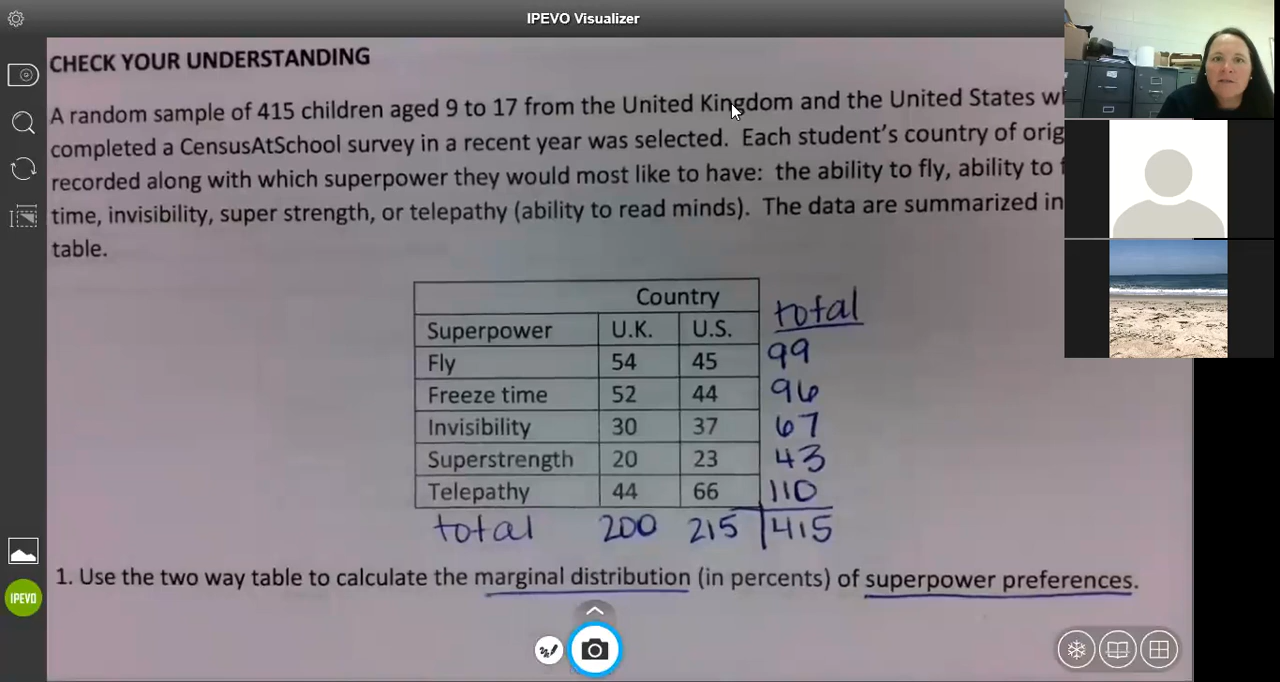 IPEVO Visualizer
CHECK YOUR UNDERSTANDING
A random sample of 415 children aged 9 to 17 from the United Kingdom and the United States
completed a CensusAtSchool survey in a recent year was selected. Each student's country of
recorded along with which superpower they would most like to have: the ability to fly, ability to
time, invisibility, super strength, or telepathy (ability to read minds). The data are summarized in
table.
Country
total
Superpower U.K. U.S.
Fly 54 45 99
Freeze time 52 44 96
Invisibility 30 37 67
Superstrength 20 23 43
Telepathy 44 66 110
total 200 215 415
1. Use the two way table to calculate the marginal distribution (in percents) of superpower preferences.
IPEVO